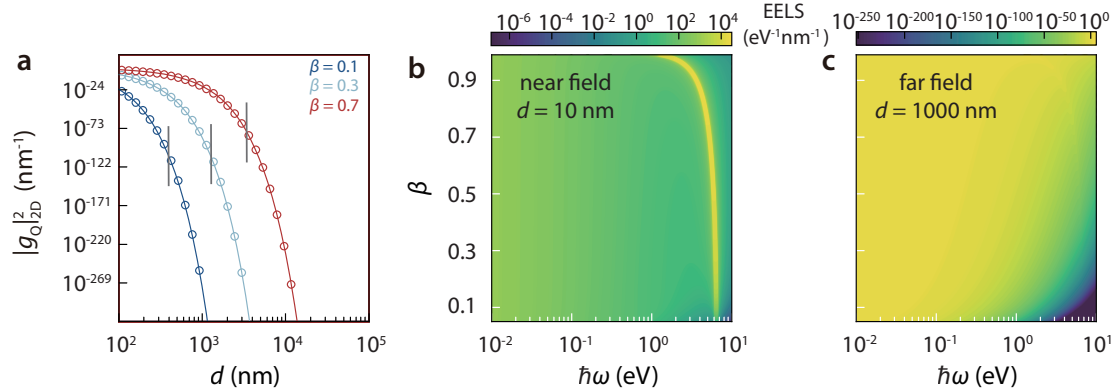 a
β = 0.1
β = 0.3
β = 0.7
|g_Q|²_2D (nm⁻¹)
10⁻²⁴
10⁻⁷³
10⁻¹²²
10⁻¹⁷¹
10⁻²²⁰
10⁻²⁶⁹
10² 10³ 10⁴ 10⁵
d (nm)
10⁻⁶ 10⁻⁴ 10⁻² 10⁰ 10² 10⁴
EELS
(eV⁻¹nm⁻¹)
b
near field
d = 10 nm
β
0.9
0.7
0.5
0.3
0.1
10⁻² 10⁻¹ 10⁰ 10¹
ħω (eV)
10⁻²⁵⁰ 10⁻²⁰⁰ 10⁻¹⁵⁰ 10⁻¹⁰⁰ 10⁻⁵⁰ 10⁰
c
far field
d = 1000 nm
10⁻² 10⁻¹ 10⁰ 10¹
ħω (eV)